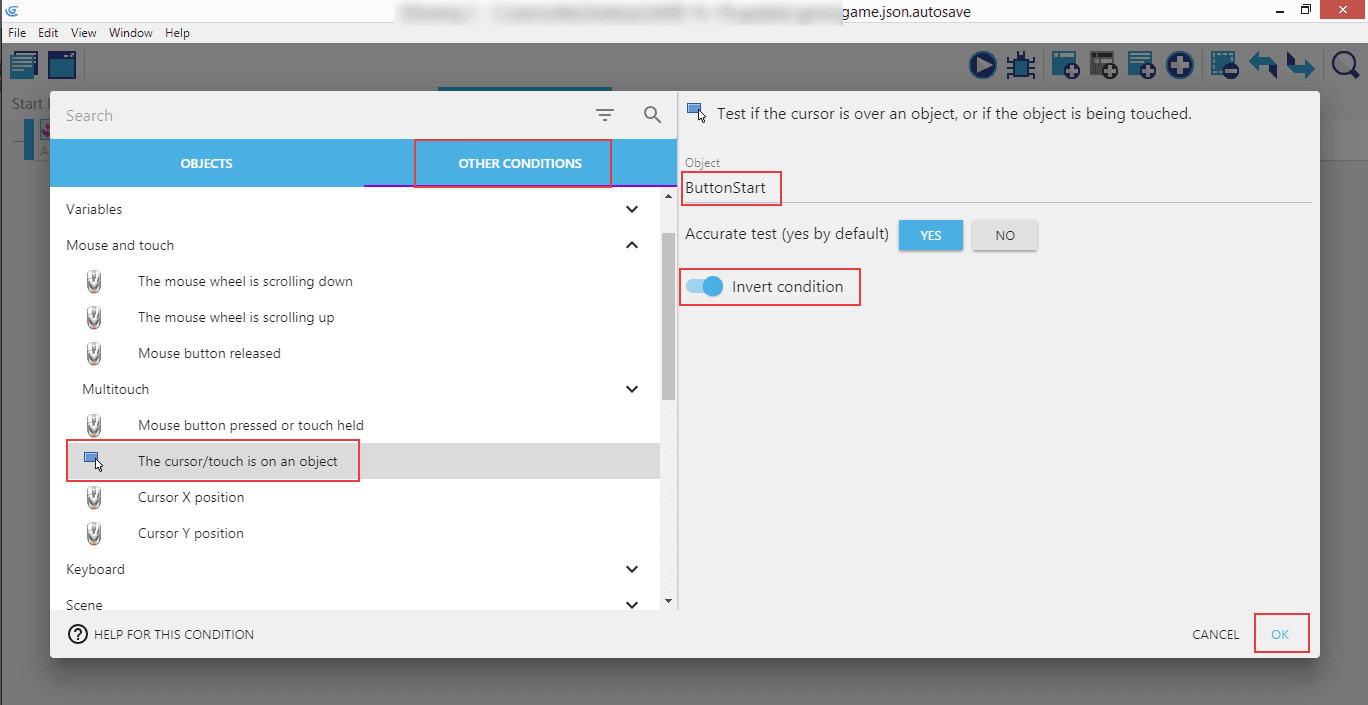 game.json.autosave
File Edit View Window Help
Start
Search
OBJECTS OTHER CONDITIONS
Variables
Mouse and touch
The mouse wheel is scrolling down
The mouse wheel is scrolling up
Mouse button released
Multitouch
Mouse button pressed or touch held
The cursor/touch is on an object
Cursor X position
Cursor Y position
Keyboard
Scene
HELP FOR THIS CONDITION
Test if the cursor is over an object, or if the object is being touched.
Object
ButtonStart
Accurate test (yes by default) YES NO
Invert condition
CANCEL OK